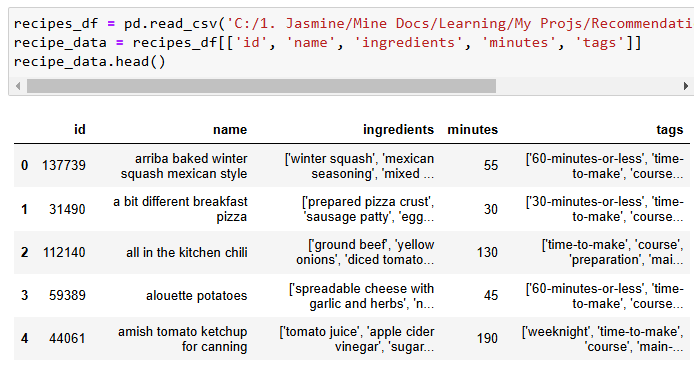 recipes_df = pd.read_csv('C:/1. Jasmine/Mine Docs/Learning/My Projs/Recommendati
recipe_data = recipes_df[['id', 'name', 'ingredients', 'minutes', 'tags']]
recipe_data.head()
id name ingredients minutes tags
0 137739 arriba baked winter squash mexican style ['winter squash', 'mexican seasoning', 'mixed ... 55 ['60-minutes-or-less', 'time-to-make', 'course...
1 31490 a bit different breakfast pizza ['prepared pizza crust', 'sausage patty', 'egg... 30 ['30-minutes-or-less', 'time-to-make', 'course...
2 112140 all in the kitchen chili ['ground beef', 'yellow onions', 'diced tomato... 130 ['time-to-make', 'course', 'preparation', 'mai...
3 59389 alouette potatoes ['spreadable cheese with garlic and herbs', 'n... 45 ['60-minutes-or-less', 'time-to-make', 'course...
4 44061 amish tomato ketchup for canning ['tomato juice', 'apple cider vinegar', 'sugar... 190 ['weeknight', 'time-to-make', 'course', 'main-...